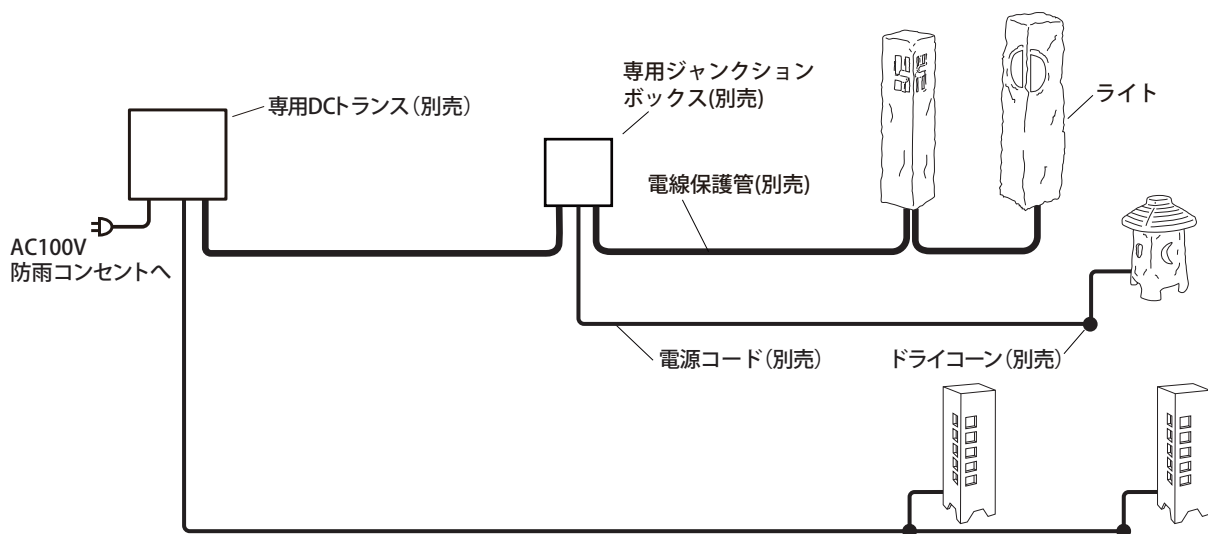 専用DCトランス（別売）
専用ジャンクション
ボックス(別売)
ライト
電線保護管(別売)
AC100V
防雨コンセントへ
電源コード（別売）
ドライコーン（別売）